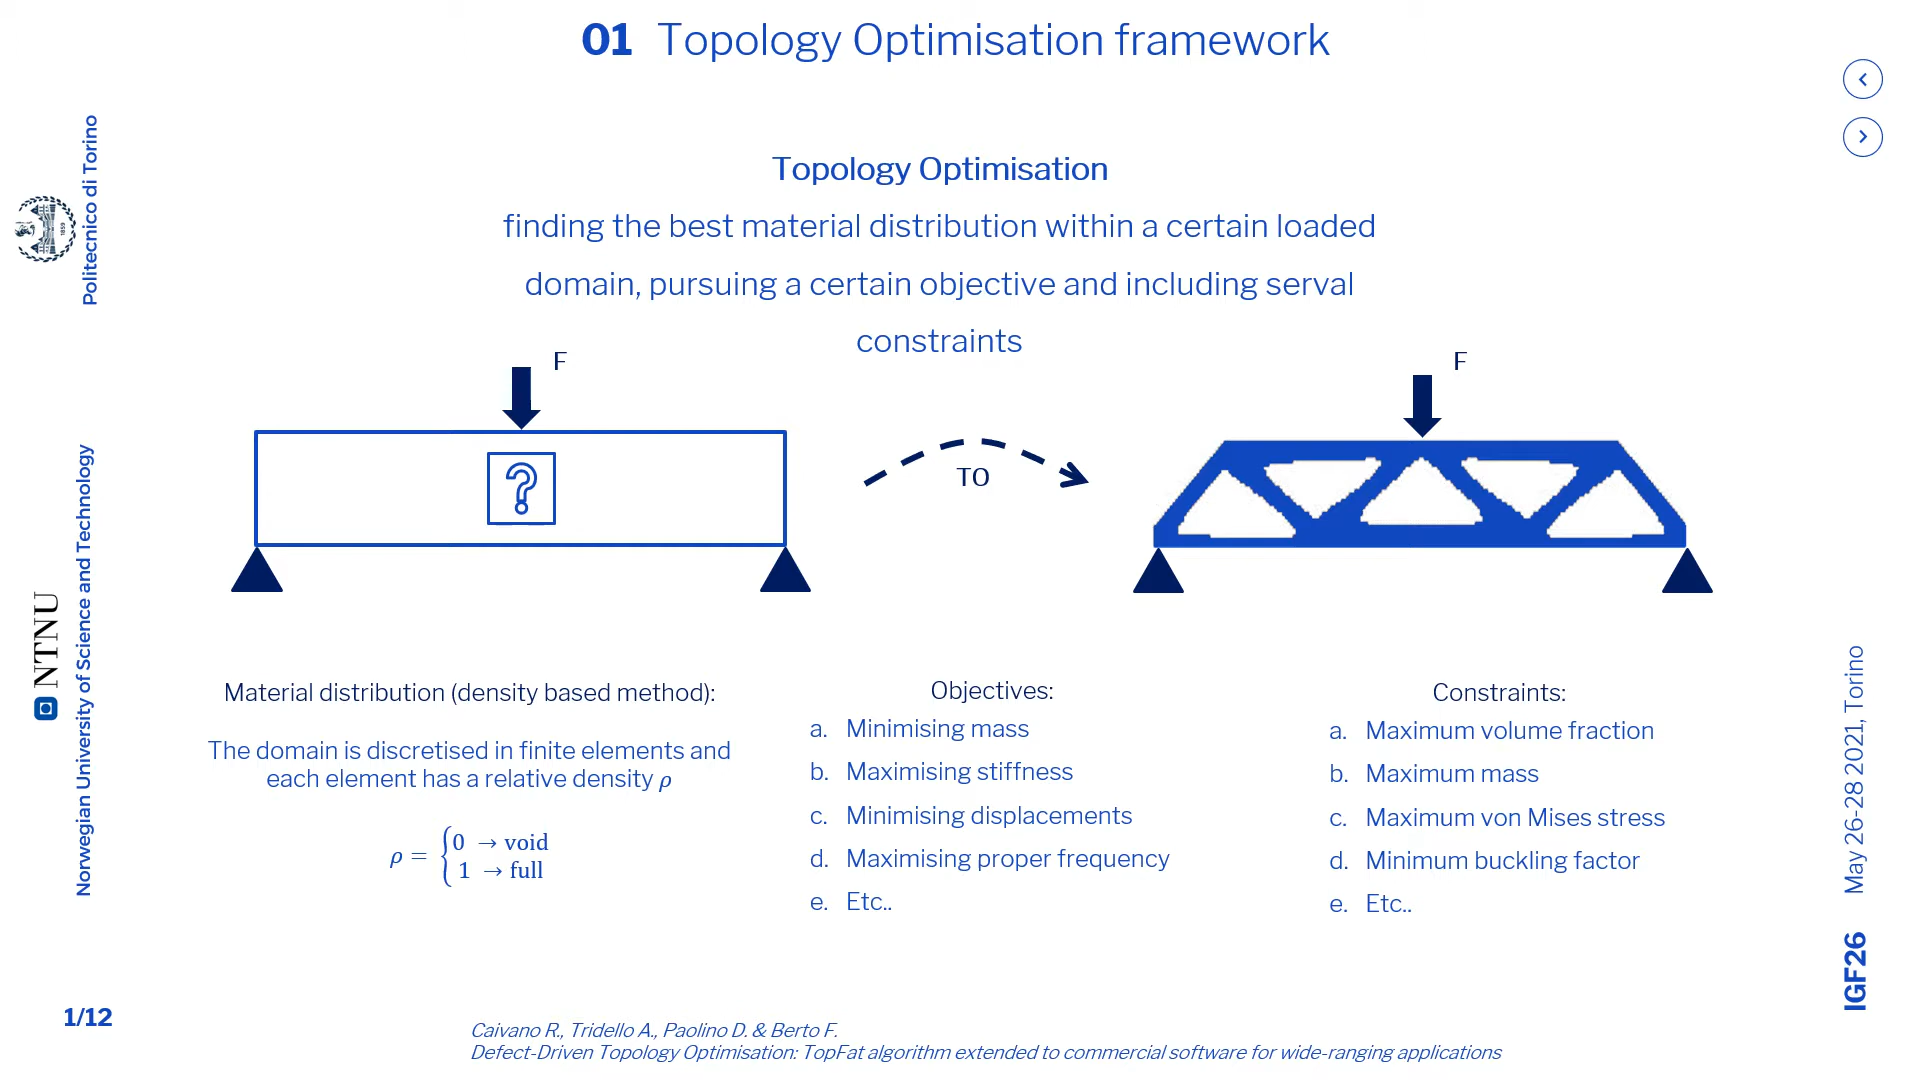 01 Topology Optimisation framework
Topology Optimisation
finding the best material distribution within a certain loaded
domain, pursuing a certain objective and including serval
constraints
F
?
TO
F
Material distribution (density based method):
The domain is discretised in finite elements and
each element has a relative density ρ
ρ = {0 → void
1 → full
Objectives:
a. Minimising mass
b. Maximising stiffness
c. Minimising displacements
d. Maximising proper frequency
e. Etc..
Constraints:
a. Maximum volume fraction
b. Maximum mass
c. Maximum von Mises stress
d. Minimum buckling factor
e. Etc..
Politecnico di Torino
1859
NTNU
Norwegian University of Science and Technology
1/12
Caivano R., Tridello A., Paolino D. & Berto F.
Defect-Driven Topology Optimisation: TopFat algorithm extended to commercial software for wide-ranging applications
IGF26 May 26-28 2021, Torino